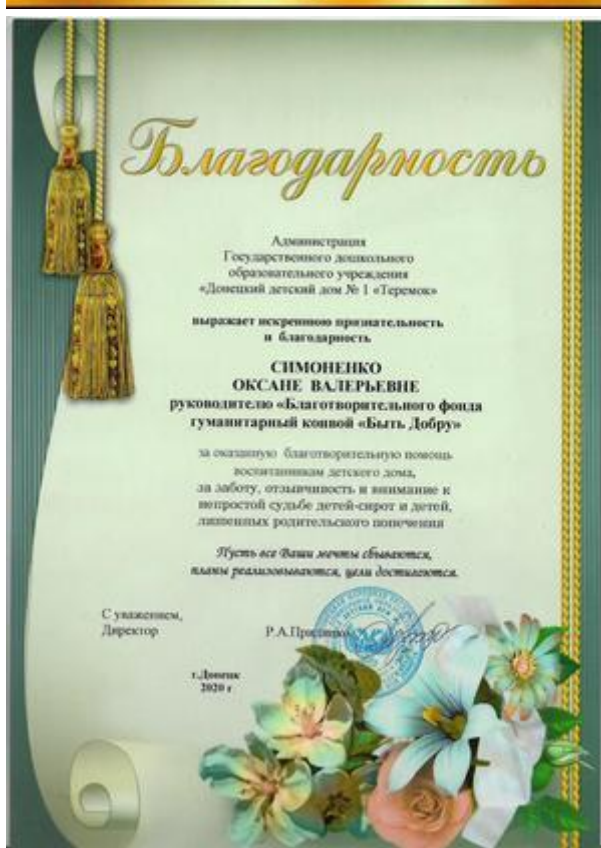 Благодарность
Администрация
Государственного дошкольного
образовательного учреждения
«Донецкий детский дом № 1 «Теремок»
выражает искреннюю признательность
и благодарность
СИМОНЕНКО
ОКСАНЕ ВАЛЕРЬЕВНЕ
руководителю «Благотворительного фонда
гуманитарный конвой «Быть Добру»
за оказанную благотворительную помощь
воспитанникам детского дома,
за заботу, отзывчивость и внимание к
непростой судьбе детей-сирот и детей,
лишенных родительского попечения
Пусть все Ваши мечты сбываются,
планы реализовываются, цели достигаются.
С уважением,
Директор Р.А.
г.Донецк
2020 г